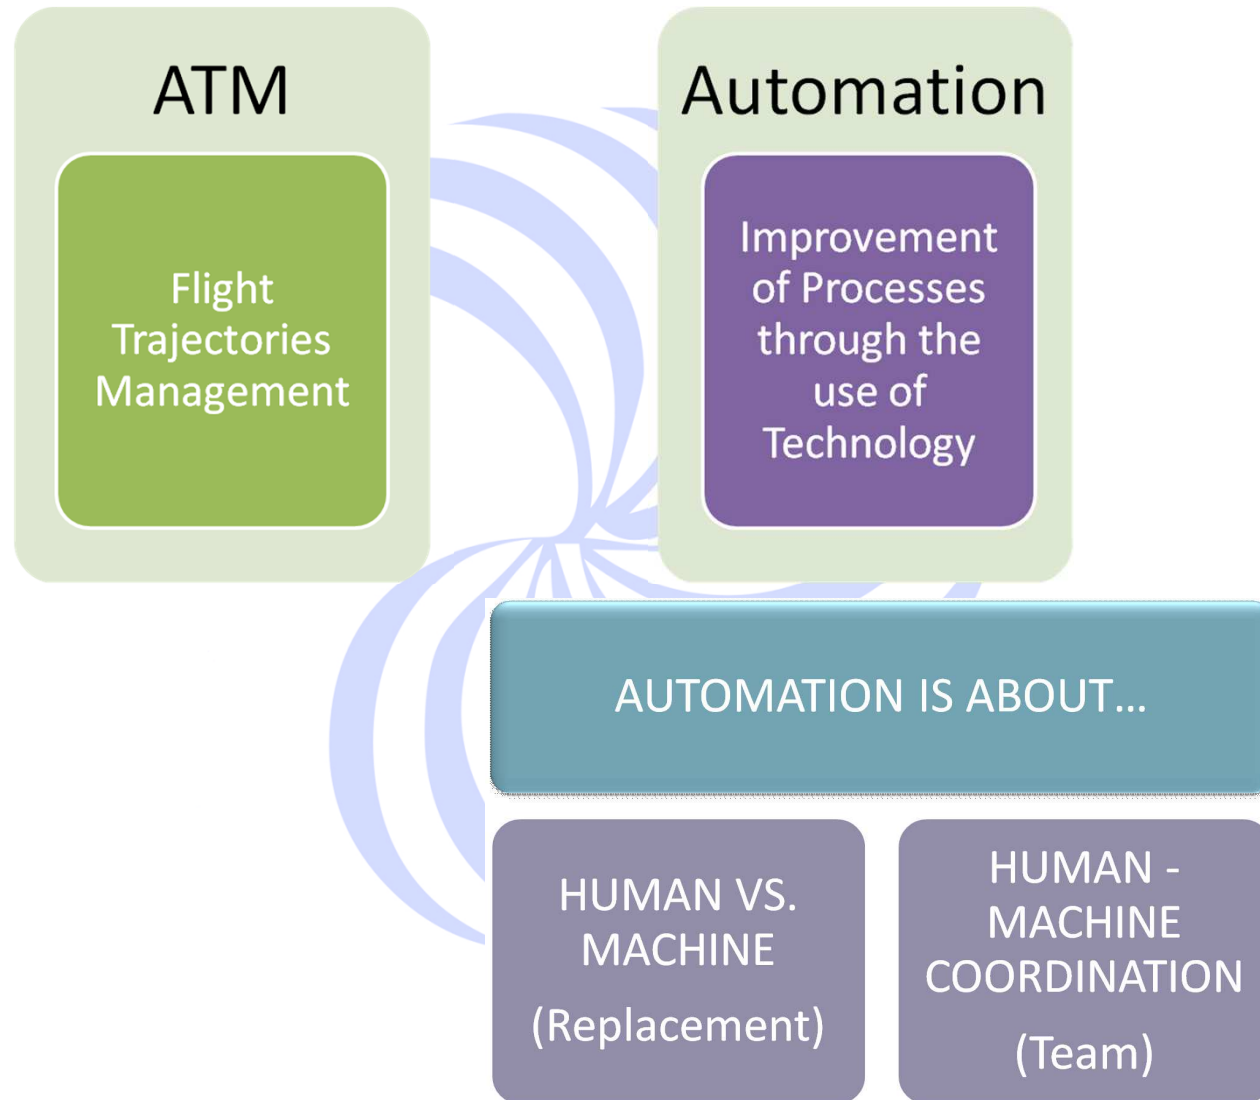 ATM
Flight
Trajectories
Management
Automation
Improvement
of Processes
through the
use of
Technology
AUTOMATION IS ABOUT...
HUMAN VS.
MACHINE
(Replacement)
HUMAN -
MACHINE
COORDINATION
(Team)